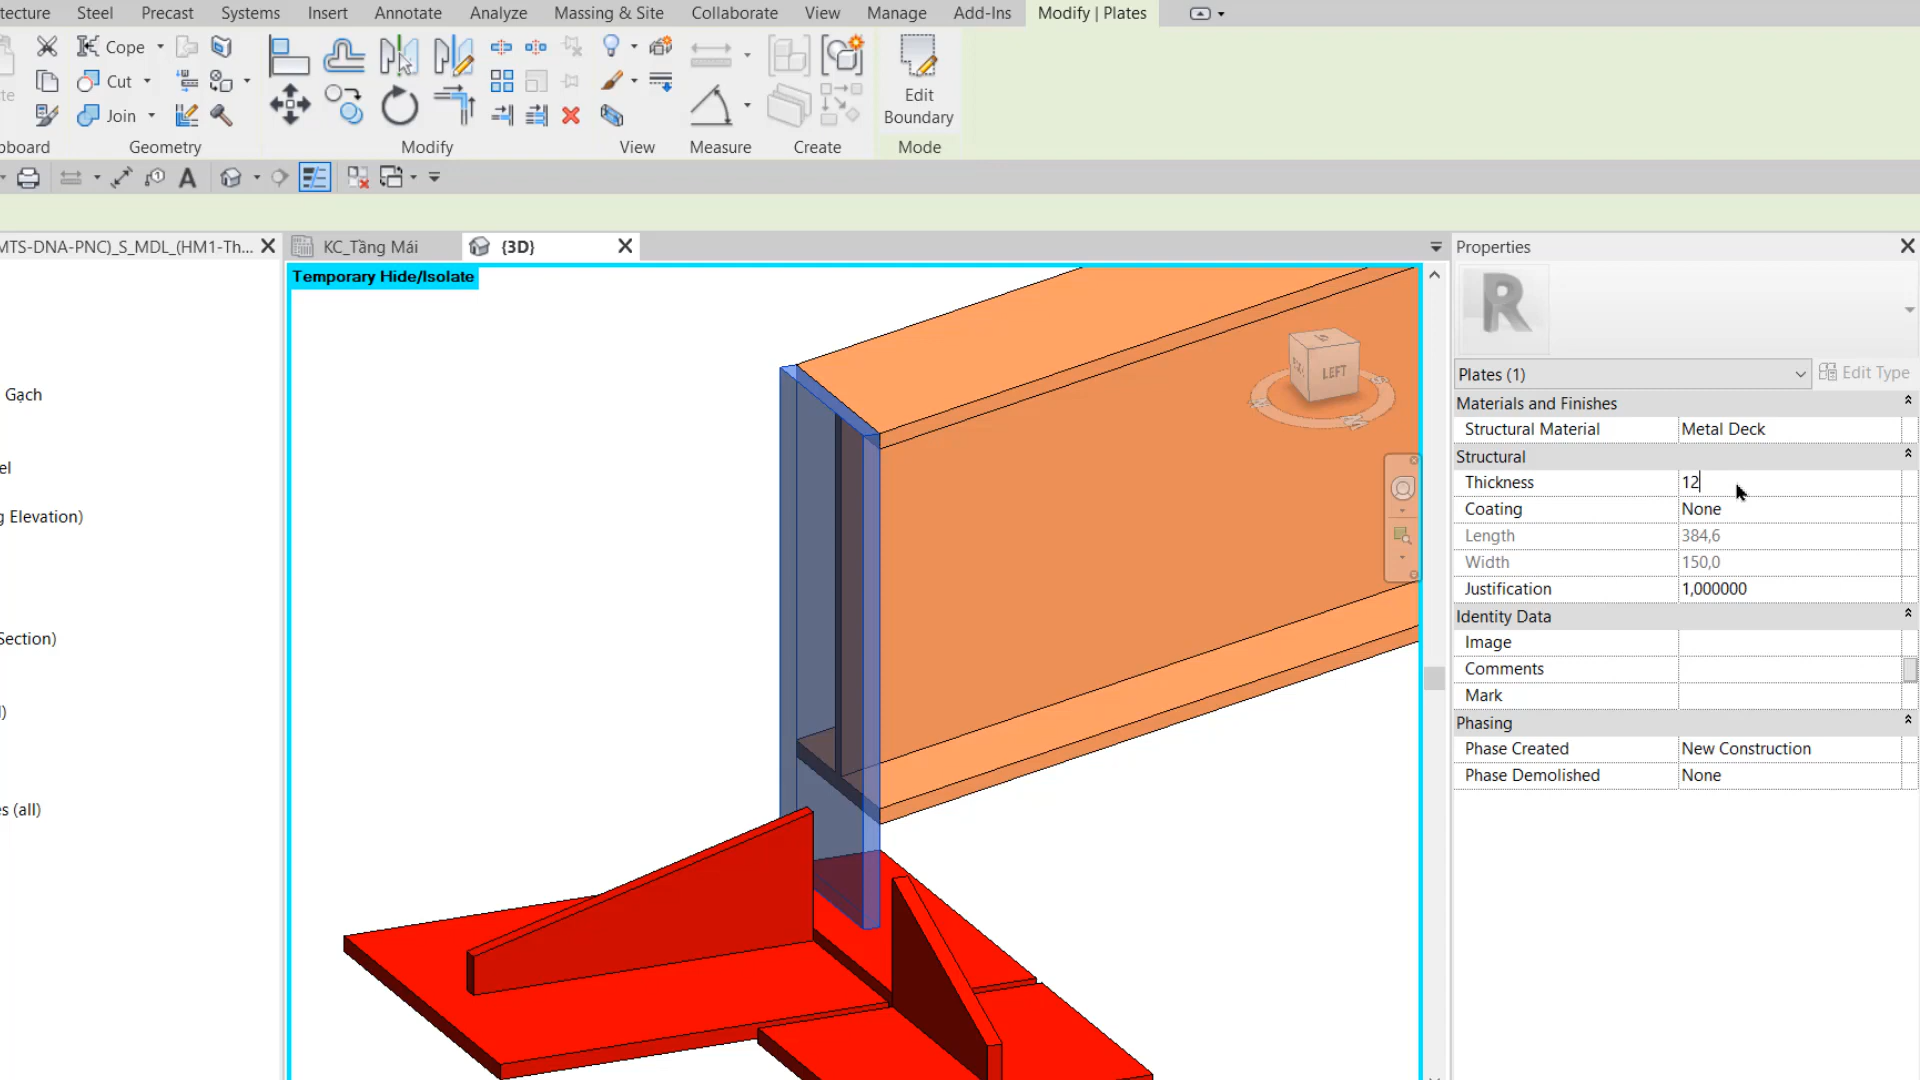 tecture Steel Precast Systems Insert Annotate Analyze Massing & Site Collaborate View Manage Add-Ins Modify | Plates
Cope
te Cut
Join
Edit
Boundary
pboard Geometry Modify View Measure Create Mode
A
MTS-DNA-PNC)_S_MDL_(HM1-Th... KC_Tầng Mái {3D} Properties
Temporary Hide/Isolate
R
LEFT
Plates (1) Edit Type
Gạch
Materials and Finishes
Structural Material Metal Deck
Structural
el
Thickness 12
g Elevation)
Coating None
Length 384,6
Width 150,0
Justification 1,000000
Identity Data
Section)
Image
Comments
Mark
l)
Phasing
Phase Created New Construction
Phase Demolished None
es (all)